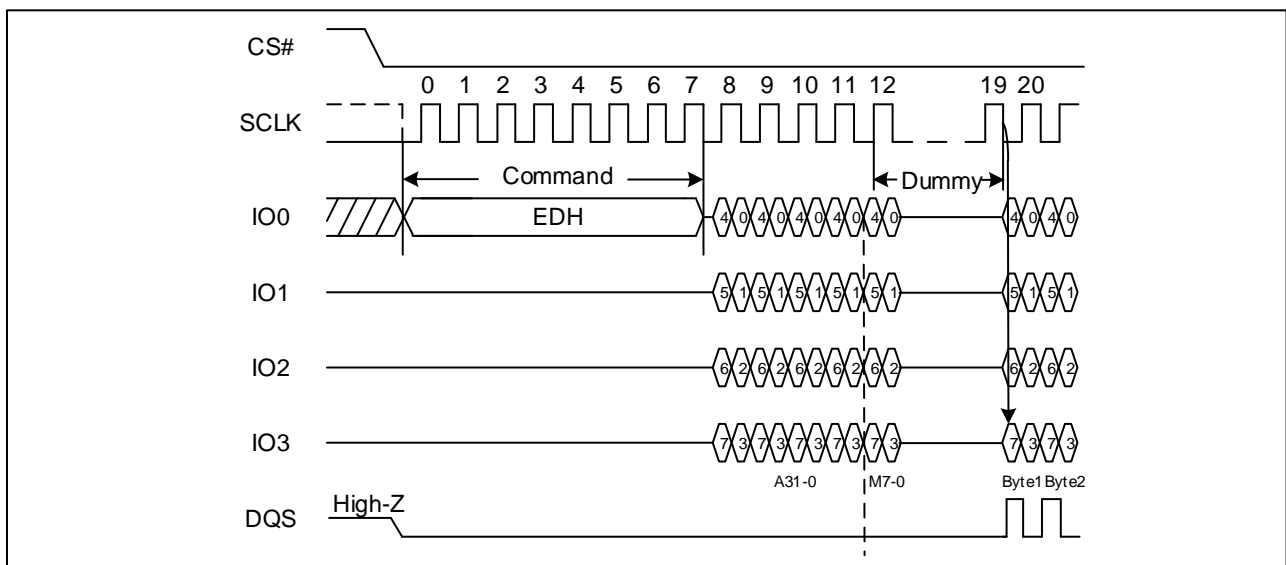 CS#
0 1 2 3 4 5 6 7 8 9 10 11 12 19 20
SCLK
Command Dummy
IO0 EDH 4 0 4 0 4 0 4 0 4 0 4 0 4 0
IO1 5 1 5 1 5 1 5 1 5 1 5 1 5 1
IO2 6 2 6 2 6 2 6 2 6 2 6 2 6 2
IO3 7 3 7 3 7 3 7 3 7 3 7 3 7 3
A31-0 M7-0 Byte1 Byte2
High-Z
DQS